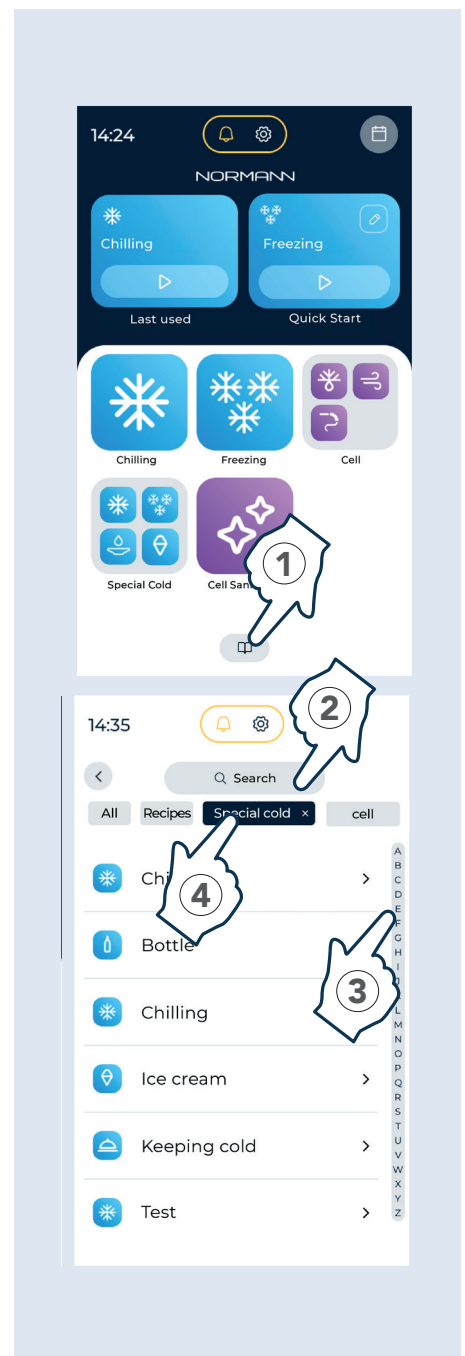 14:24
NORMANN
Chilling
Freezing
Last used
Quick Start
Chilling
Freezing
Cell
Special Cold
Cell San
1
2
14:35
Search
All
Recipes
Special cold ×
cell
4
3
Chi
Bottle
Chilling
Ice cream
Keeping cold
Test
A
B
C
D
E
F
G
H
I
J
L
M
N
O
P
Q
R
S
T
U
V
W
X
Y
Z